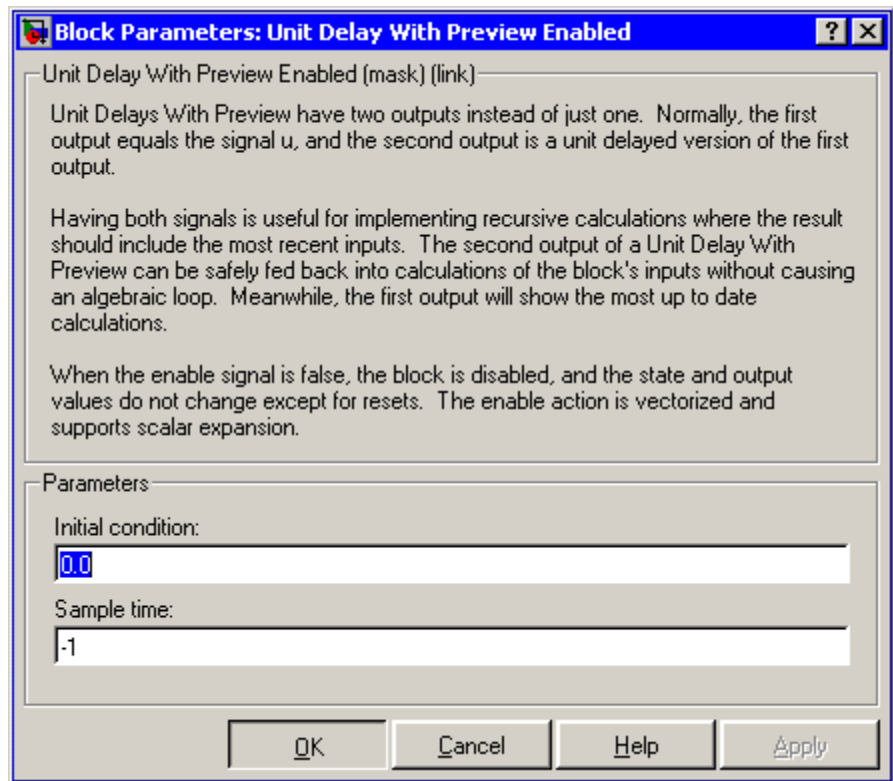 Block Parameters: Unit Delay With Preview Enabled
Unit Delay With Preview Enabled (mask) (link)
Unit Delays With Preview have two outputs instead of just one.  Normally, the first
output equals the signal u, and the second output is a unit delayed version of the first
output.
Having both signals is useful for implementing recursive calculations where the result
should include the most recent inputs.  The second output of a Unit Delay With
Preview can be safely fed back into calculations of the block's inputs without causing
an algebraic loop.  Meanwhile, the first output will show the most up to date
calculations.
When the enable signal is false, the block is disabled, and the state and output
values do not change except for resets.  The enable action is vectorized and
supports scalar expansion.
Parameters
Initial condition:
0.0
Sample time:
-1
OK Cancel Help Apply